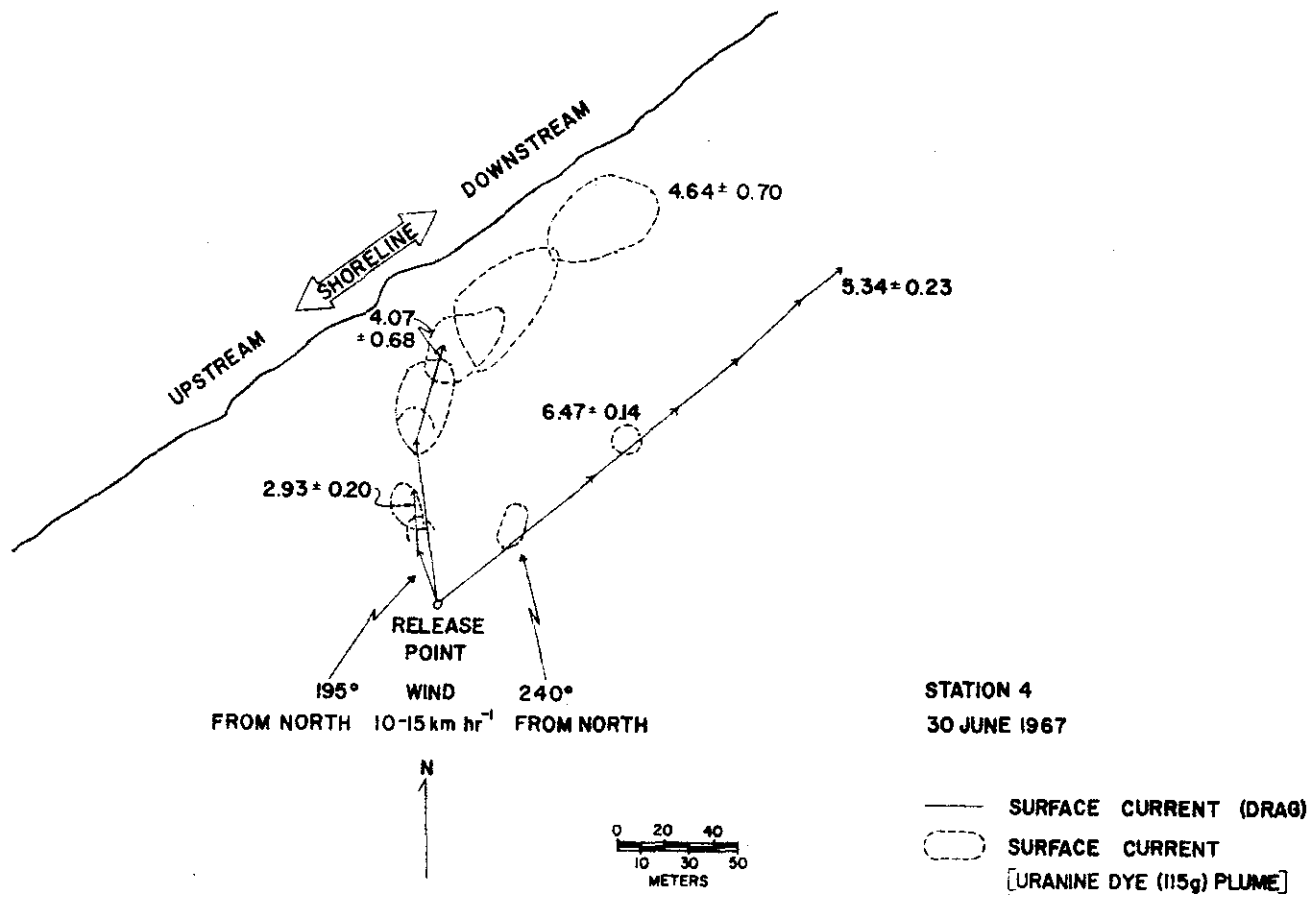 DOWNSTREAM
SHORELINE
UPSTREAM
4.64 ± 0.70
5.34 ± 0.23
4.07
± 0.68
6.47 ± 0.14
2.93 ± 0.20
RELEASE
POINT
195° WIND 240°
FROM NORTH 10-15 km hr⁻¹ FROM NORTH
N
STATION 4
30 JUNE 1967
SURFACE CURRENT (DRAG)
SURFACE CURRENT
[URANINE DYE (115g) PLUME]
0 20 40
10 30 50
METERS